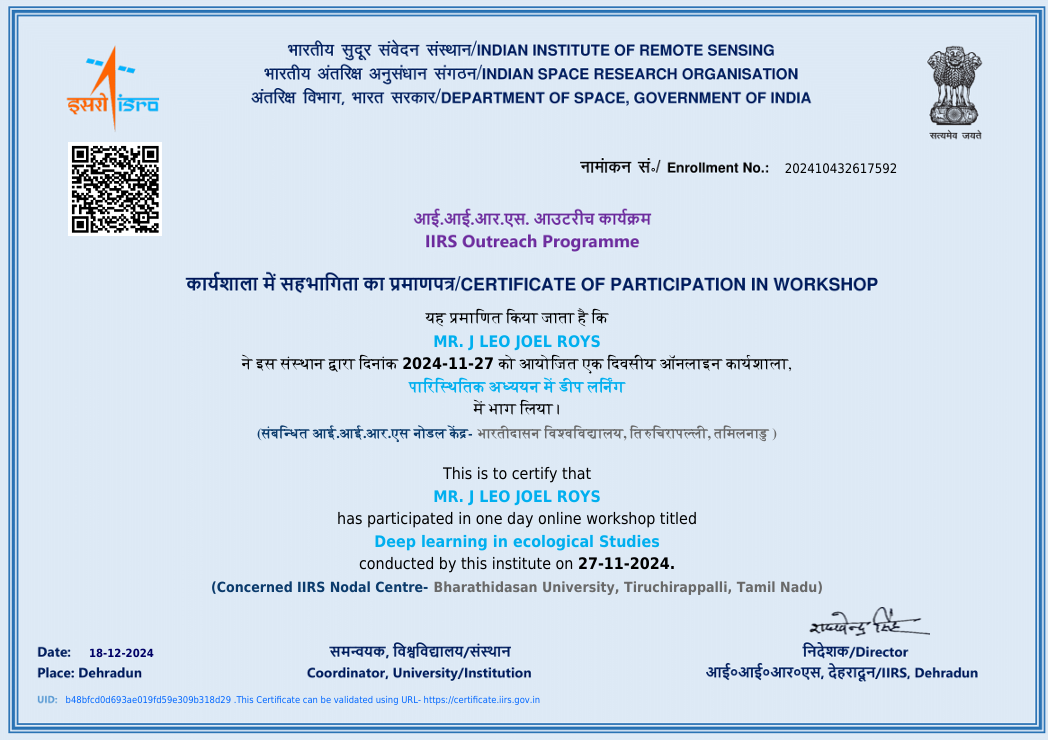 भारतीय सुदूर संवेदन संस्थान/INDIAN INSTITUTE OF REMOTE SENSING
भारतीय अंतरिक्ष अनुसंधान संगठन/INDIAN SPACE RESEARCH ORGANISATION
अंतरिक्ष विभाग, भारत सरकार/DEPARTMENT OF SPACE, GOVERNMENT OF INDIA
इसरो isro
सत्यमेव जयते
नामांकन सं॰/ Enrollment No.: 202410432617592
आई.आई.आर.एस. आउटरीच कार्यक्रम
IIRS Outreach Programme
कार्यशाला में सहभागिता का प्रमाणपत्र/CERTIFICATE OF PARTICIPATION IN WORKSHOP
यह प्रमाणित किया जाता है कि
MR. J LEO JOEL ROYS
ने इस संस्थान द्वारा दिनांक 2024-11-27 को आयोजित एक दिवसीय ऑनलाइन कार्यशाला,
पारिस्थितिक अध्ययन में डीप लर्निंग
में भाग लिया।
(संबन्धित आई.आई.आर.एस नोडल केंद्र- भारतीदासन विश्वविद्यालय, तिरुचिरापल्ली, तमिलनाडु )
This is to certify that
MR. J LEO JOEL ROYS
has participated in one day online workshop titled
Deep learning in ecological Studies
conducted by this institute on 27-11-2024.
(Concerned IIRS Nodal Centre- Bharathidasan University, Tiruchirappalli, Tamil Nadu)
Date: 18-12-2024
Place: Dehradun
समन्वयक, विश्वविद्यालय/संस्थान
Coordinator, University/Institution
निदेशक/Director
आई०आई०आर०एस, देहरादून/IIRS, Dehradun
UID: b48bfcd0d693ae019fd59e309b318d29 .This Certificate can be validated using URL- https://certificate.iirs.gov.in